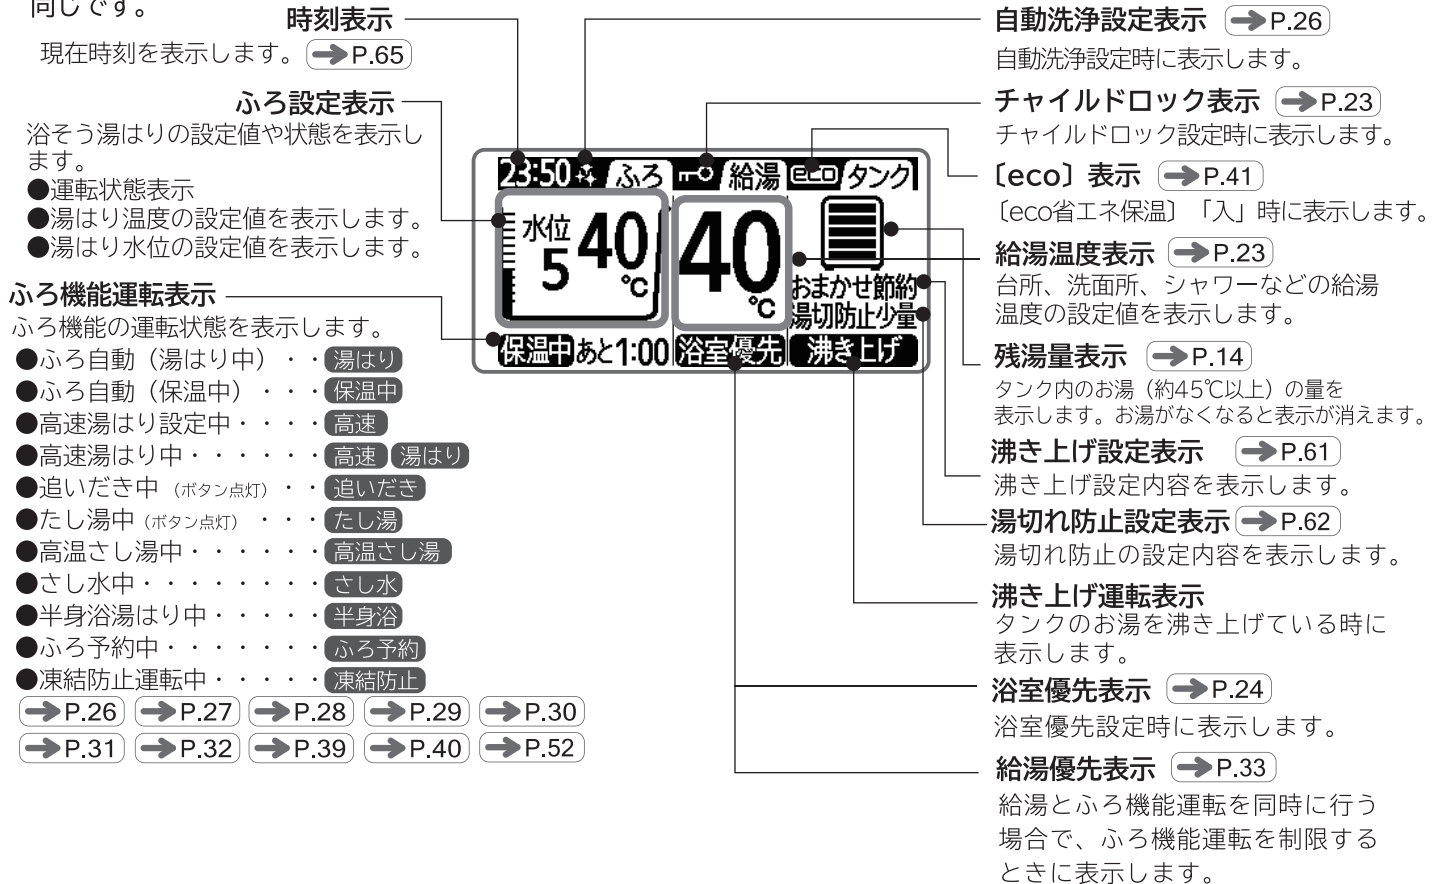 同じです。
時刻表示
現在時刻を表示します。 P.65
ふろ設定表示
浴そう湯はりの設定値や状態を表示し
ます。
●運転状態表示
●湯はり温度の設定値を表示します。
●湯はり水位の設定値を表示します。
ふろ機能運転表示
ふろ機能の運転状態を表示します。
●ふろ自動（湯はり中）・・湯はり
●ふろ自動（保温中）・・・保温中
●高速湯はり設定中・・・・高速
●高速湯はり中・・・・・・高速 湯はり
●追いだき中（ボタン点灯）・・追いだき
●たし湯中（ボタン点灯）・・・たし湯
●高温さし湯中・・・・・・高温さし湯
●さし水中・・・・・・・・さし水
●半身浴湯はり中・・・・・半身浴
●ふろ予約中・・・・・・・ふろ予約
●凍結防止運転中・・・・・凍結防止
P.26 P.27 P.28 P.29 P.30
P.31 P.32 P.39 P.40 P.52
23:50 ふろ 給湯 eco タンク
水位 5 40℃
40℃
おまかせ節約
湯切防止少量
保温中 あと1:00 浴室優先 沸き上げ
自動洗浄設定表示 P.26
自動洗浄設定時に表示します。
チャイルドロック表示 P.23
チャイルドロック設定時に表示します。
〔eco〕表示 P.41
〔eco省エネ保温〕「入」時に表示します。
給湯温度表示 P.23
台所、洗面所、シャワーなどの給湯
温度の設定値を表示します。
残湯量表示 P.14
タンク内のお湯（約45℃以上）の量を
表示します。お湯がなくなると表示が消えます。
沸き上げ設定表示 P.61
沸き上げ設定内容を表示します。
湯切れ防止設定表示 P.62
湯切れ防止の設定内容を表示します。
沸き上げ運転表示
タンクのお湯を沸き上げている時に
表示します。
浴室優先表示 P.24
浴室優先設定時に表示します。
給湯優先表示 P.33
給湯とふろ機能運転を同時に行う
場合で、ふろ機能運転を制限する
ときに表示します。